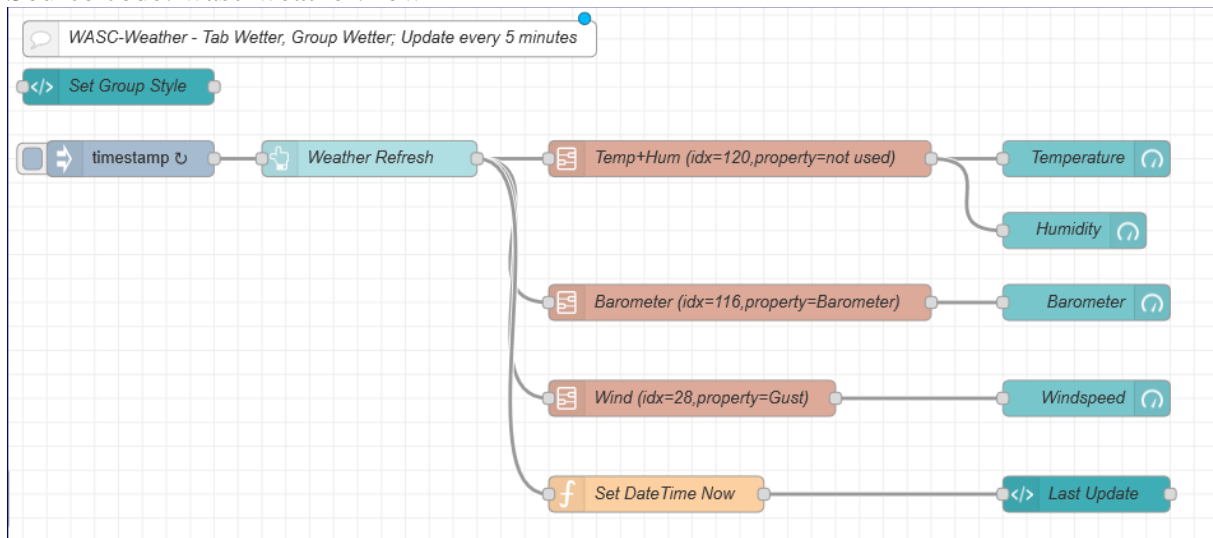 WASC-Weather - Tab Wetter, Group Wetter; Update every 5 minutes
</> Set Group Style
timestamp ↻
Weather Refresh
Temp+Hum (idx=120,property=not used)
Temperature
Humidity
Barometer (idx=116,property=Barometer)
Barometer
Wind (idx=28,property=Gust)
Windspeed
f Set DateTime Now
</> Last Update